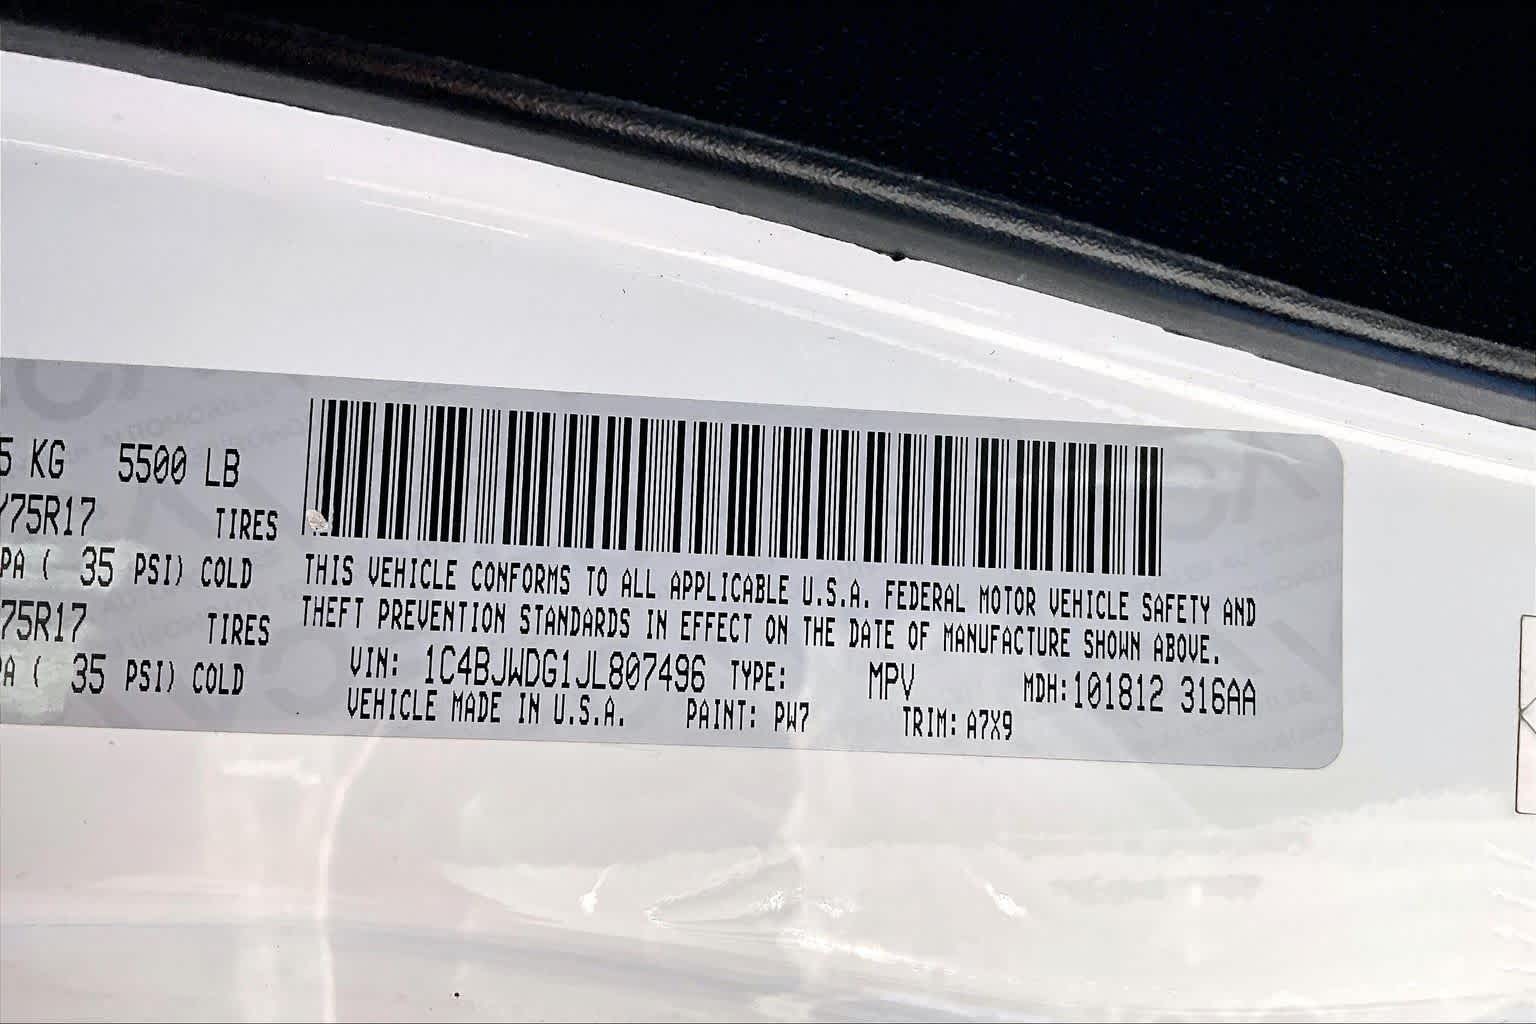 5 KG 5500 LB
75R17 TIRES
PA ( 35 PSI) COLD
75R17 TIRES
PA ( 35 PSI) COLD
THIS VEHICLE CONFORMS TO ALL APPLICABLE U.S.A. FEDERAL MOTOR VEHICLE SAFETY AND
THEFT PREVENTION STANDARDS IN EFFECT ON THE DATE OF MANUFACTURE SHOWN ABOVE.
VIN: 1C4BJWDG1JL807496 TYPE: MPV MDH:101812 316AA
VEHICLE MADE IN U.S.A. PAINT: PW7 TRIM: A7X9